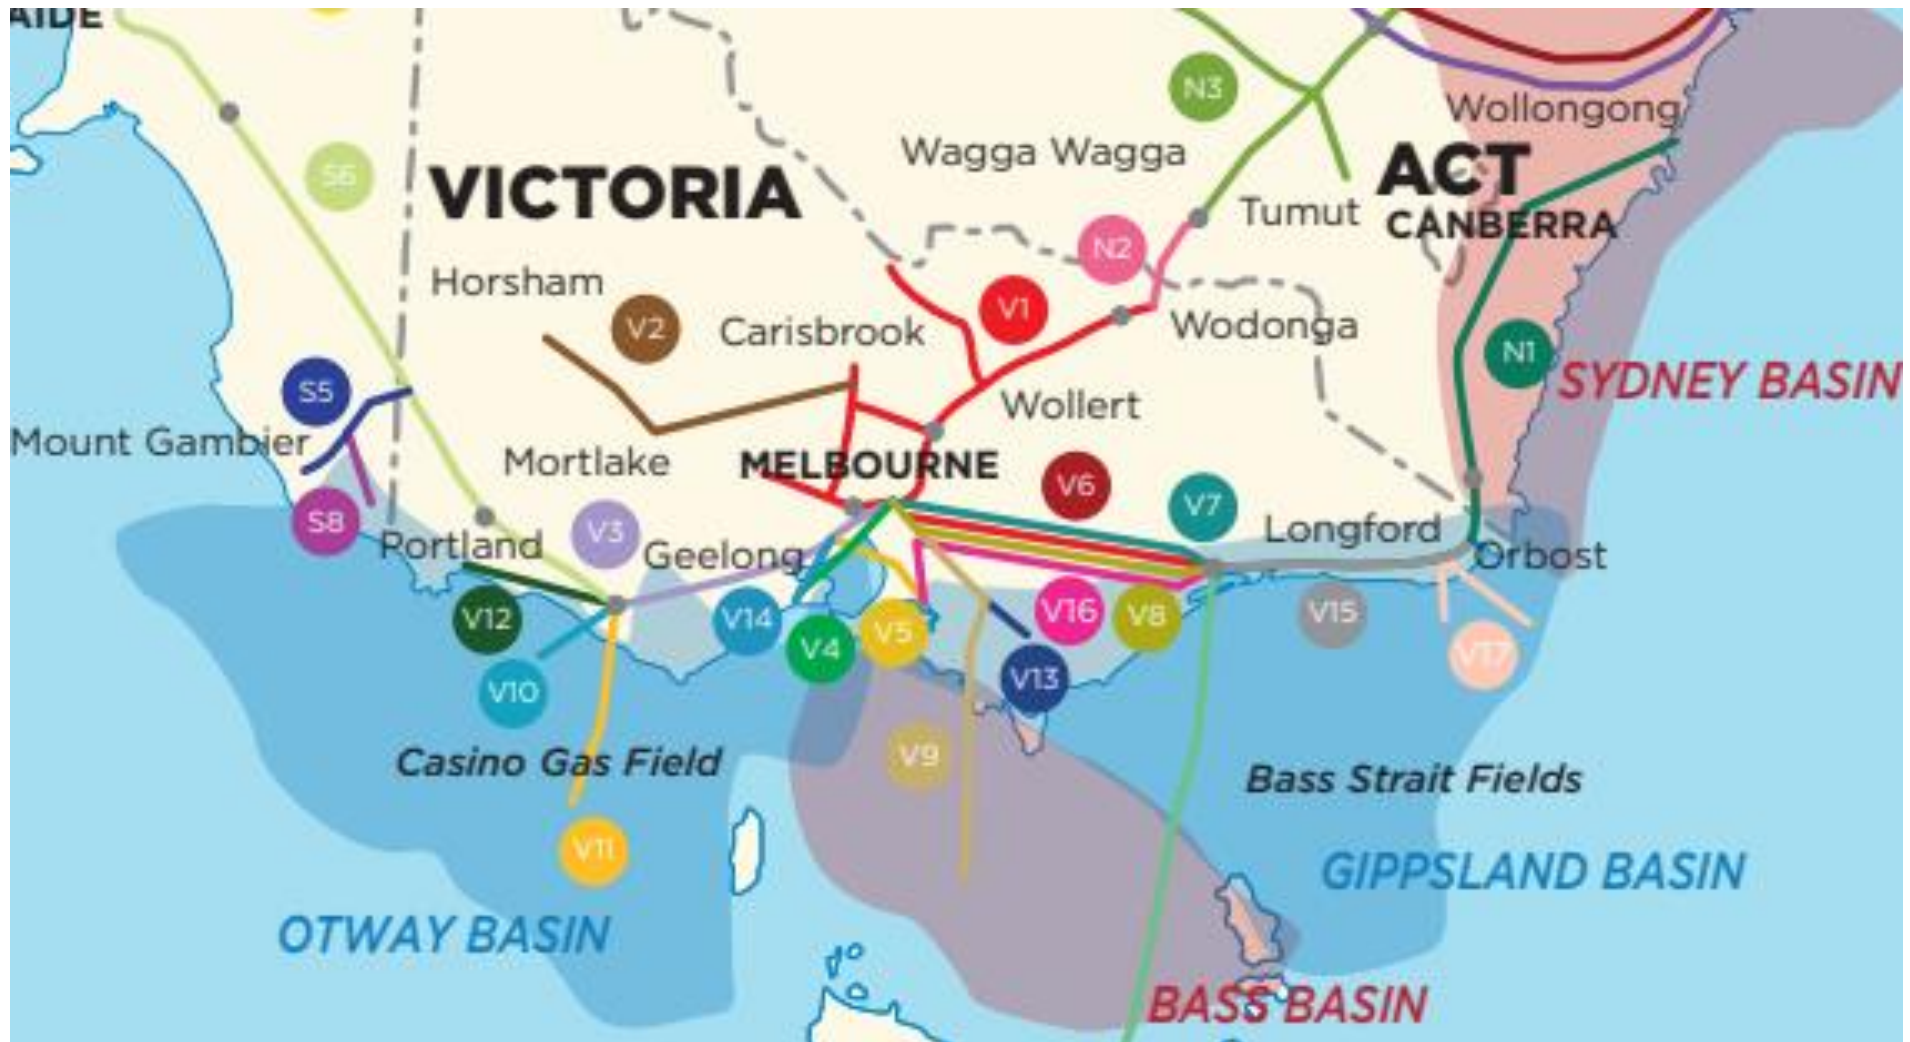 AIDE
N3
Wollongong
Wagga Wagga
S6
VICTORIA
ACT
Tumut
CANBERRA
N2
Horsham
V2
Carisbrook
V1
Wodonga
N1
SYDNEY BASIN
S5
Wollert
Mount Gambier
Mortlake
MELBOURNE
V6
V7
S8
Portland
V3
Geelong
Longford
Orbost
V12
V14
V4
V5
V16
V8
V15
V17
V10
V13
Casino Gas Field
V9
Bass Strait Fields
V11
GIPPSLAND BASIN
OTWAY BASIN
BASS BASIN